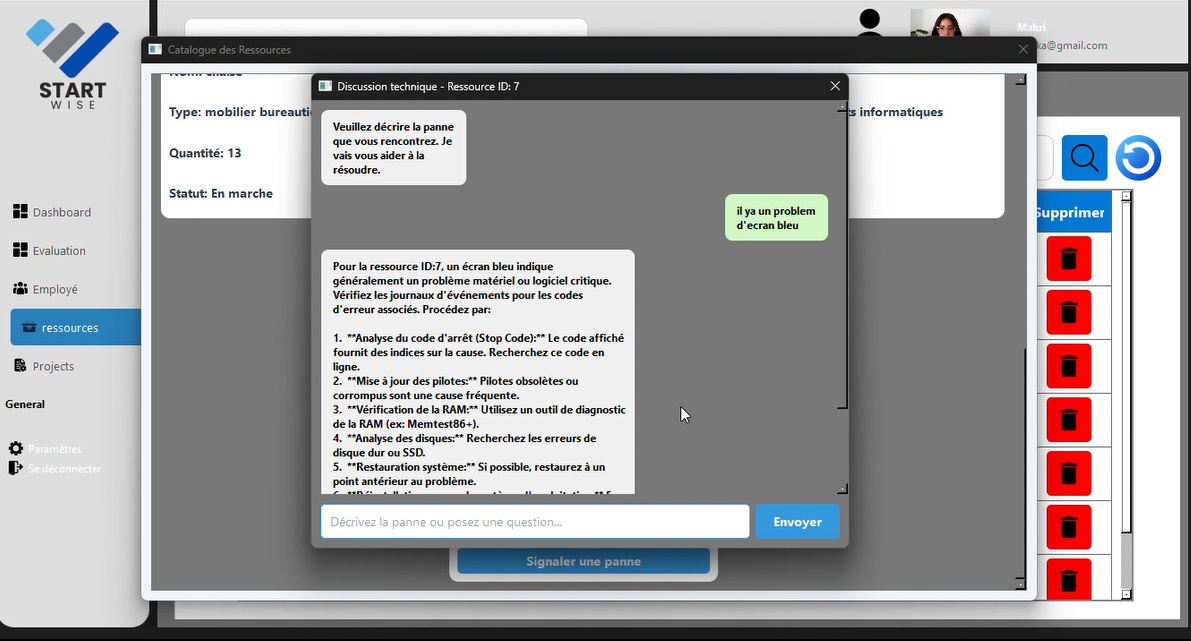 START
WISE
Makri
ka@gmail.com
Catalogue des Ressources
Nom: chaise
Type: mobilier bureauti
s informatiques
Quantité: 13
Statut: En marche
Discussion technique - Ressource ID: 7
Veuillez décrire la panne
que vous rencontrez. Je
vais vous aider à la
résoudre.
il ya un problem
d'ecran bleu
Pour la ressource ID:7, un écran bleu indique
généralement un problème matériel ou logiciel critique.
Vérifiez les journaux d'événements pour les codes
d'erreur associés. Procédez par:
1. **Analyse du code d'arrêt (Stop Code):** Le code affiché
fournit des indices sur la cause. Recherchez ce code en
ligne.
2. **Mise à jour des pilotes:** Pilotes obsolètes ou
corrompus sont une cause fréquente.
3. **Vérification de la RAM:** Utilisez un outil de diagnostic
de la RAM (ex: Memtest86+).
4. **Analyse des disques:** Recherchez les erreurs de
disque dur ou SSD.
5. **Restauration système:** Si possible, restaurez à un
point antérieur au problème.
Décrivez la panne ou posez une question...
Envoyer
Signaler une panne
Supprimer
Dashboard
Evaluation
Employé
ressources
Projects
General
Paramétres
Se déconnecter